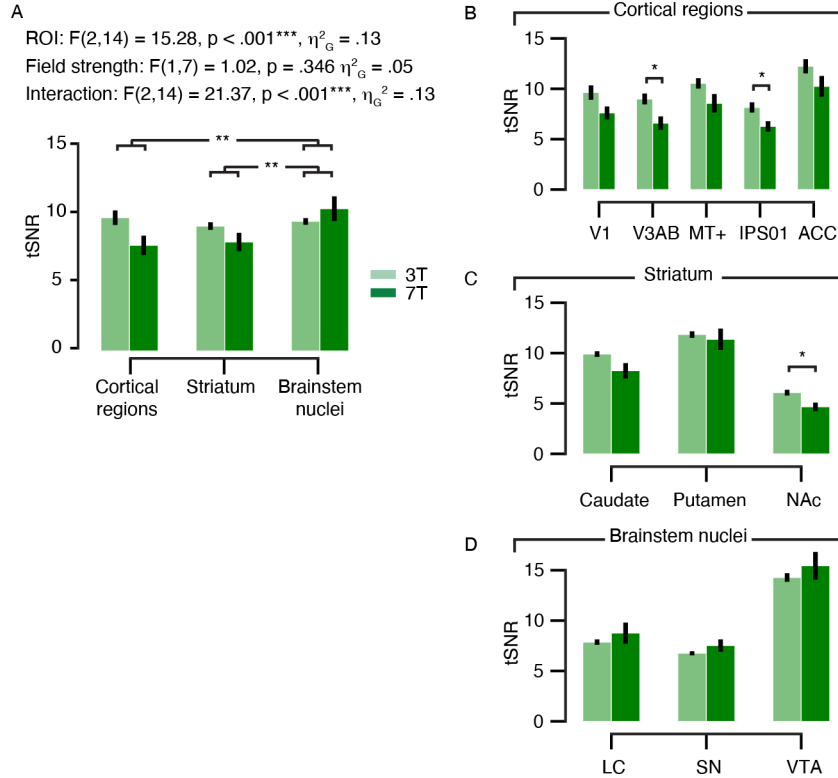 A
ROI: F(2,14) = 15.28, p < .001***, η²G = .13
Field strength: F(1,7) = 1.02, p = .346 η²G = .05
Interaction: F(2,14) = 21.37, p < .001***, ηG² = .13
15
10
5
0
tSNR
**
**
3T
7T
Cortical regions
Striatum
Brainstem nuclei
B
Cortical regions
15
10
5
0
tSNR
*
*
V1
V3AB
MT+
IPS01
ACC
C
Striatum
15
10
5
0
tSNR
*
Caudate
Putamen
NAc
D
Brainstem nuclei
15
10
5
0
tSNR
LC
SN
VTA